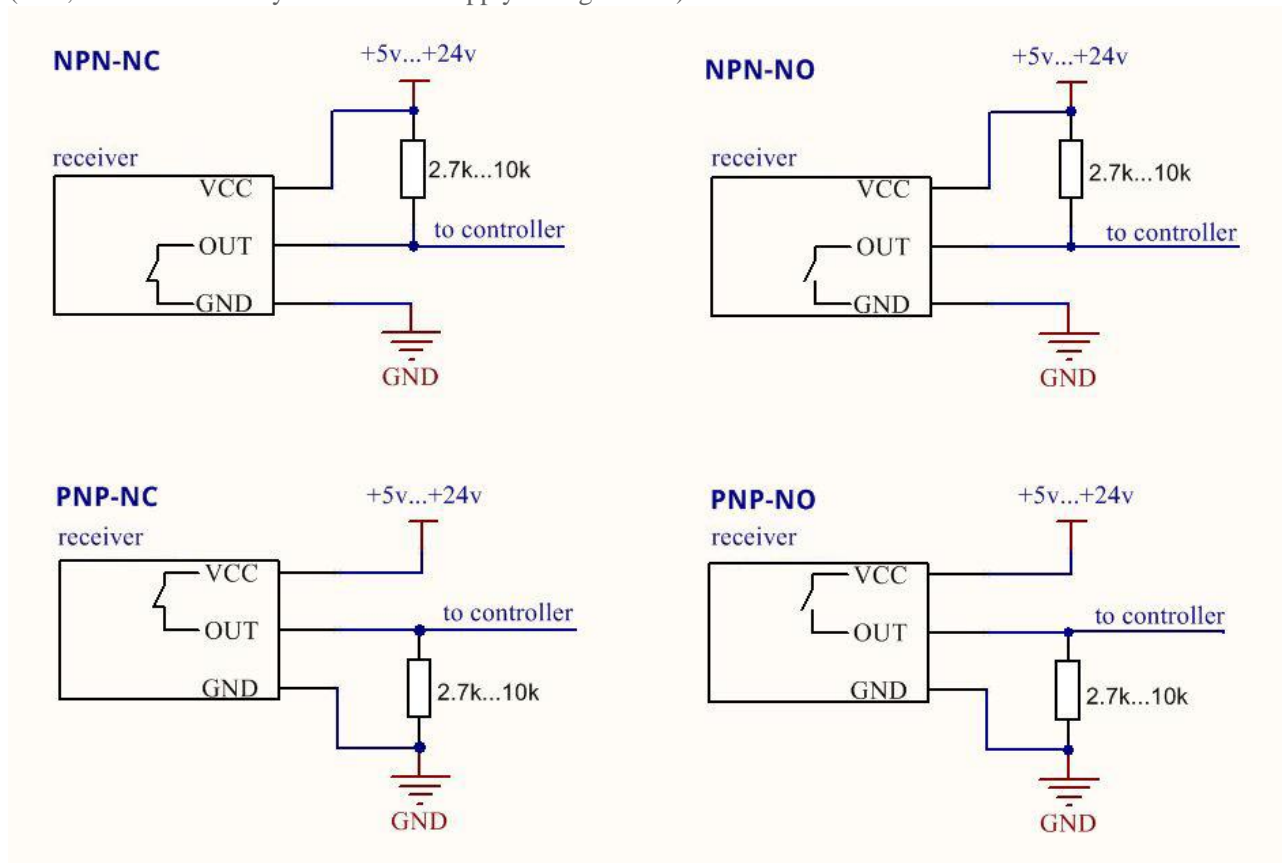 NPN-NC
+5v...+24v
receiver
VCC
2.7k...10k
OUT
to controller
GND
GND
NPN-NO
+5v...+24v
receiver
VCC
2.7k...10k
OUT
to controller
GND
GND
PNP-NC
+5v...+24v
receiver
VCC
OUT
to controller
GND
2.7k...10k
GND
PNP-NO
+5v...+24v
receiver
VCC
OUT
to controller
GND
2.7k...10k
GND